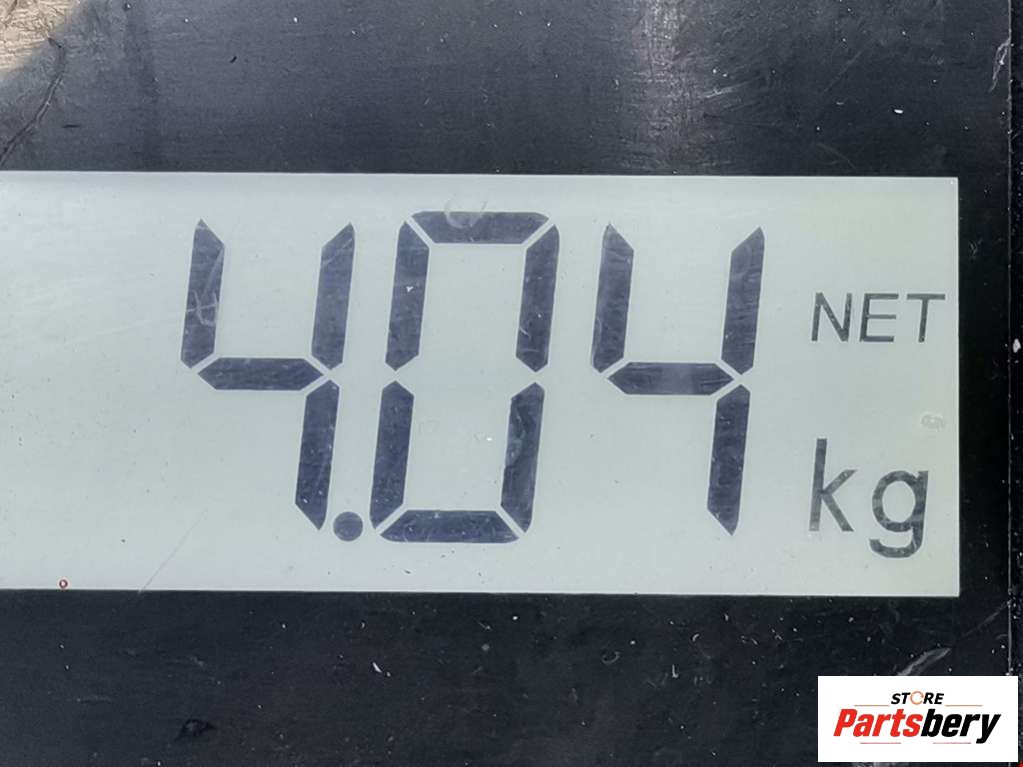 4.04
NET
kg
STORE
Partsbery